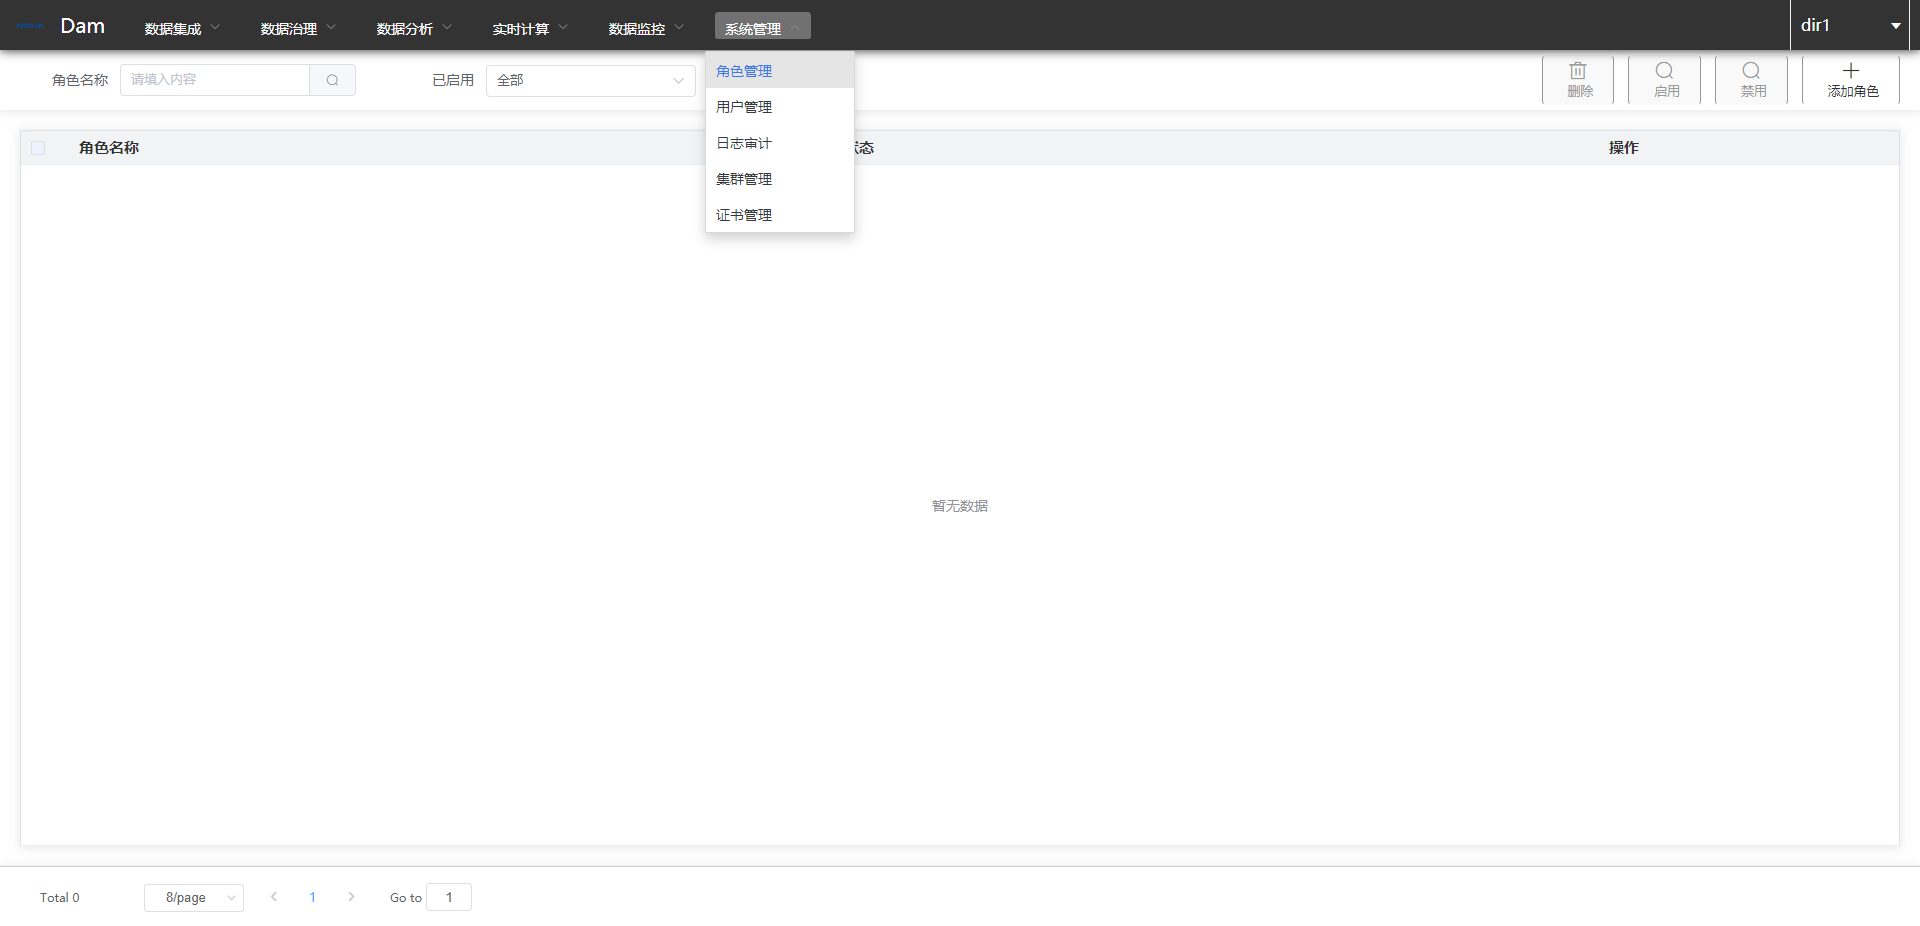 Dam 数据集成 数据治理 数据分析 实时计算 数据监控 系统管理 dir1
角色名称 请填入内容 已启用 全部 删除 启用 禁用 添加角色
角色管理
用户管理
日志审计
集群管理
证书管理
角色名称 态 操作
暂无数据
Total 0 8/page 1 Go to 1